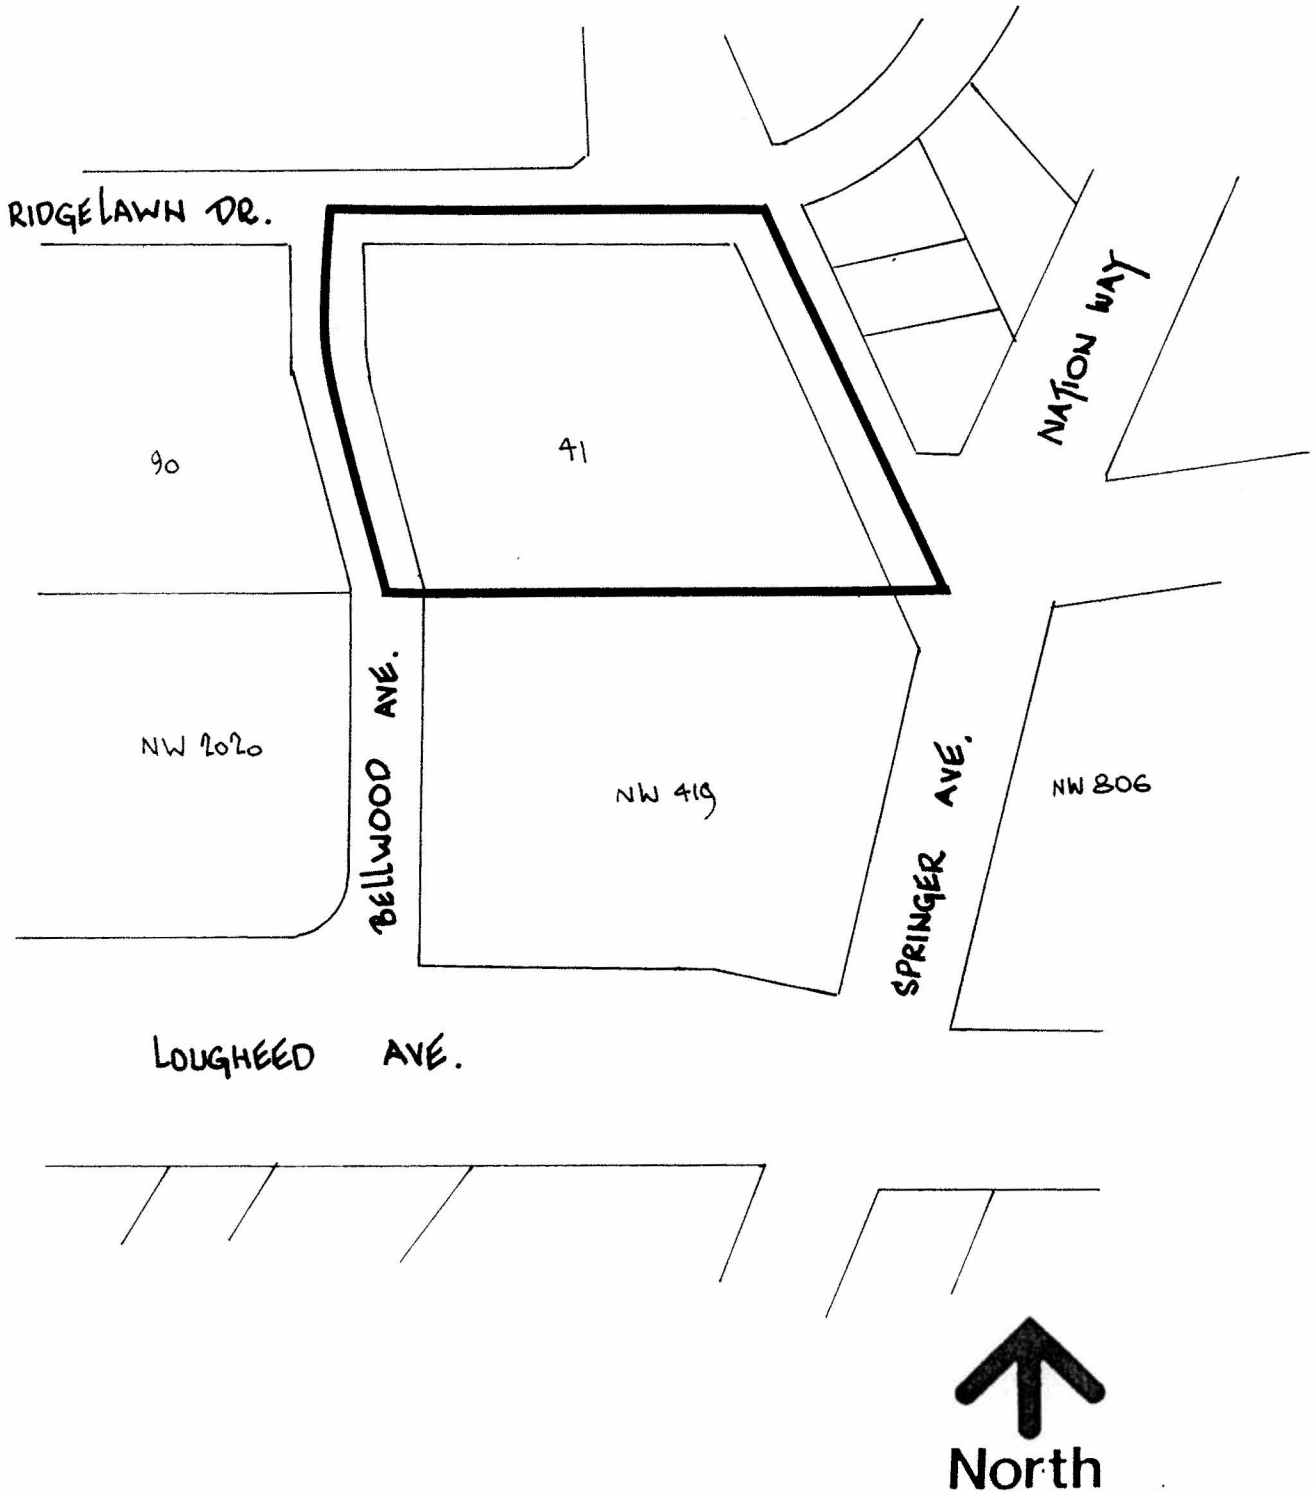 RIDGELAWN DR.
NATION WAY
90
41
BELLWOOD AVE.
NW 2020
NW 419
SPRINGER AVE.
NW 806
LOUGHEED AVE.
North